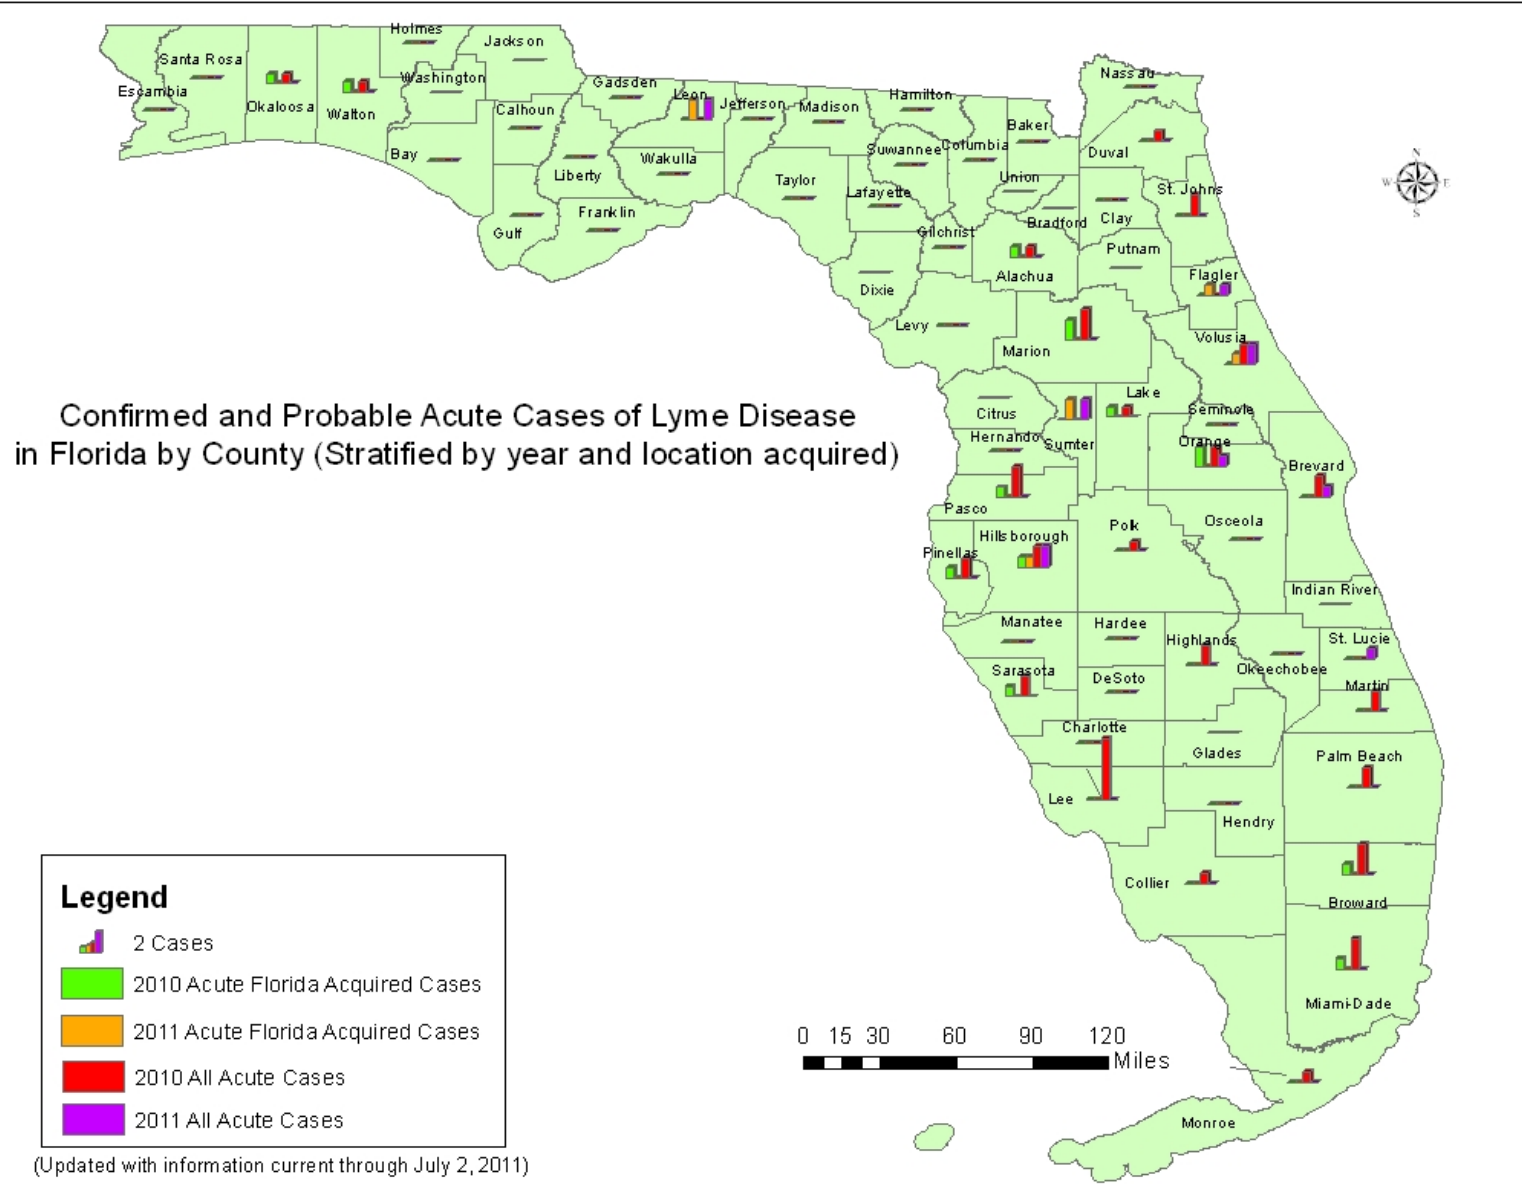 Holmes
Jackson
Santa Rosa
Escambia
Okaloosa
Walton
Washington
Bay
Calhoun
Gadsden
Leon
Jefferson
Madison
Hamilton
Nassau
Baker
Duval
Suwannee
Columbia
Liberty
Wakulla
Taylor
Lafayette
Union
Bradford
Clay
St. Johns
Gulf
Franklin
Gilchrist
Alachua
Putnam
Flagler
Dixie
Levy
Marion
Volusia
N
W
E
S
Confirmed and Probable Acute Cases of Lyme Disease
in Florida by County (Stratified by year and location acquired)
Citrus
Lake
Seminole
Hernando
Sumter
Orange
Brevard
Pasco
Polk
Osceola
Hillsborough
Pinellas
Indian River
Manatee
Hardee
Highlands
St. Lucie
Okeechobee
Sarasota
DeSoto
Martin
Charlotte
Glades
Palm Beach
Lee
Hendry
Collier
Broward
Miami-Dade
Monroe
Legend
2 Cases
2010 Acute Florida Acquired Cases
2011 Acute Florida Acquired Cases
2010 All Acute Cases
2011 All Acute Cases
(Updated with information current through July 2, 2011)
0 15 30 60 90 120
Miles